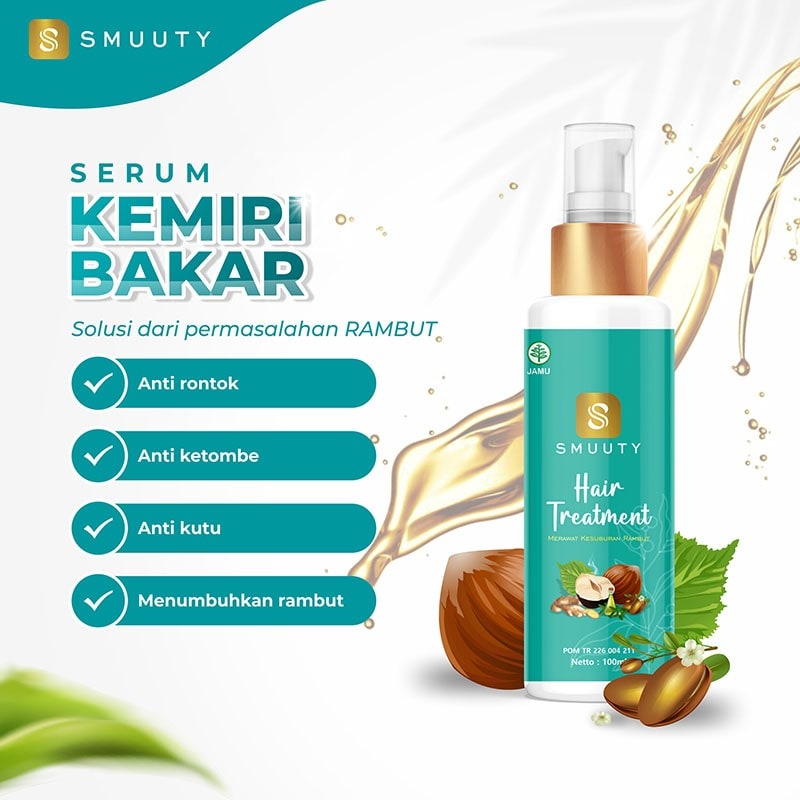 SMUUTY
SERUM
KEMIRI
BAKAR
Solusi dari permasalahan RAMBUT
Anti rontok
Anti ketombe
Anti kutu
Menumbuhkan rambut
JAMU
SMUUTY
Hair
Treatment
Merawat Kesuburan Rambut
POM TR 226 004 211
Netto : 100ml